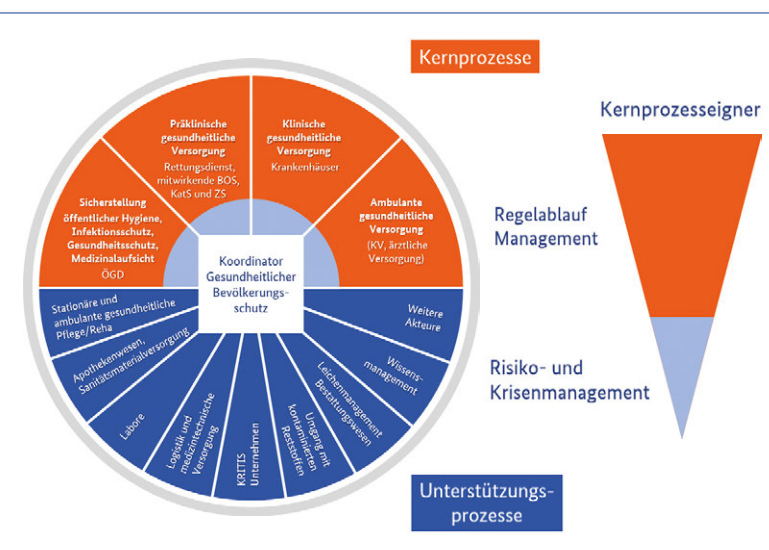 Kernprozesse
Kernprozesseigner
Präklinische
gesundheitliche
Versorgung
Rettungsdienst,
mitwirkende BOS,
KatS und ZS
Klinische
gesundheitliche
Versorgung
Krankenhäuser
Sicherstellung
öffentlicher Hygiene,
Infektionsschutz,
Gesundheitsschutz,
Medizinalaufsicht
ÖGD
Ambulante
gesundheitliche
Versorgung
(KV, ärztliche
Versorgung)
Regelablauf
Management
Koordinator
Gesundheitlicher
Bevölkerungs-
schutz
Stationäre und
ambulante gesundheitliche
Pflege/Reha
Apothekenwesen,
Sanitätsmaterialversorgung
Labore
Logistik und
medizintechnische
Versorgung
KRITIS
Unternehmen
Umgang mit
kontaminierten
Reststoffen
Leichenmanagement
Bestattungswesen
Wissens-
management
Weitere
Akteure
Risiko- und
Krisenmanagement
Unterstützungs-
prozesse